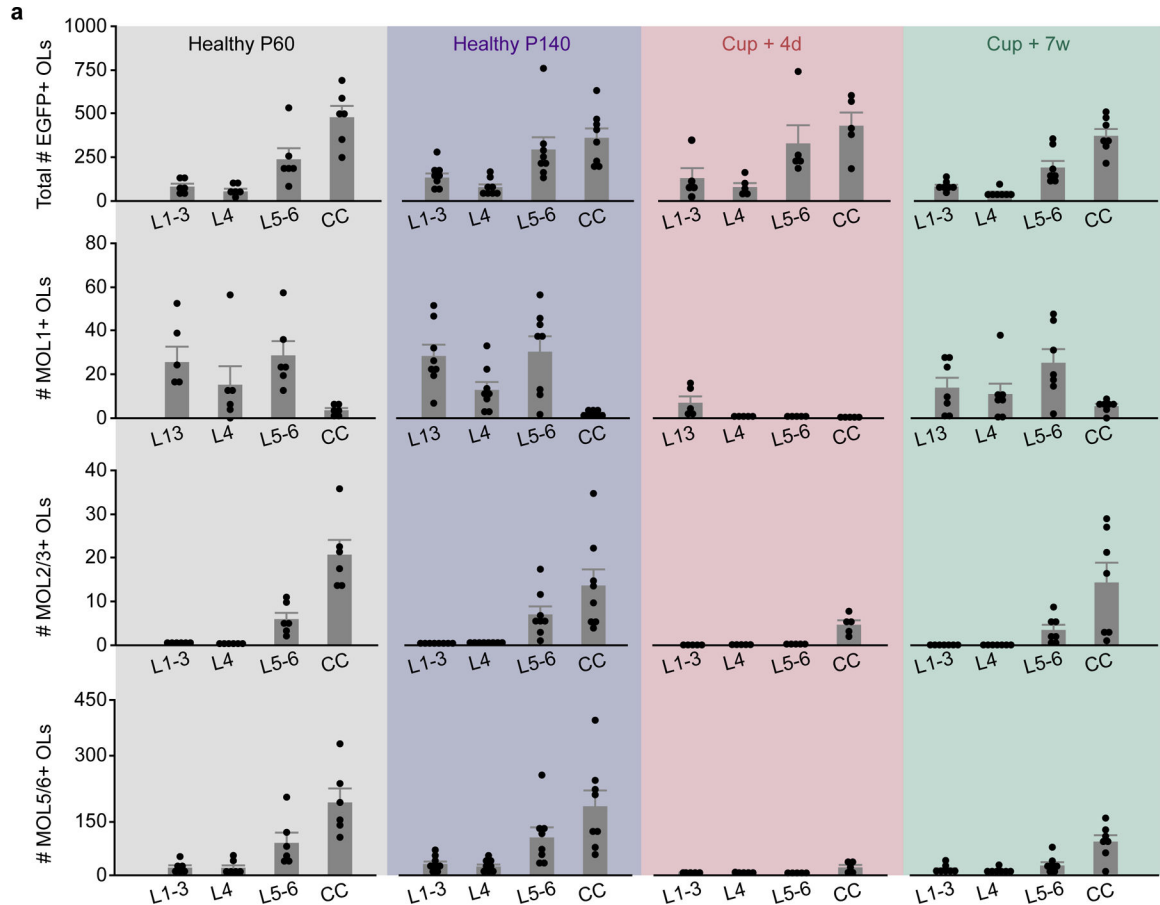 a
Healthy P60 Healthy P140 Cup + 4d Cup + 7w
Total # EGFP+ OLs
1000
750
500
250
0
L1-3 L4 L5-6 CC L1-3 L4 L5-6 CC L1-3 L4 L5-6 CC L1-3 L4 L5-6 CC
# MOL1+ OLs
80
60
40
20
0
L13 L4 L5-6 CC L13 L4 L5-6 CC L1-3 L4 L5-6 CC L13 L4 L5-6 CC
# MOL2/3+ OLs
40
30
20
10
0
L1-3 L4 L5-6 CC L1-3 L4 L5-6 CC L1-3 L4 L5-6 CC L1-3 L4 L5-6 CC
# MOL5/6+ OLs
450
300
150
0
L1-3 L4 L5-6 CC L1-3 L4 L5-6 CC L1-3 L4 L5-6 CC L1-3 L4 L5-6 CC